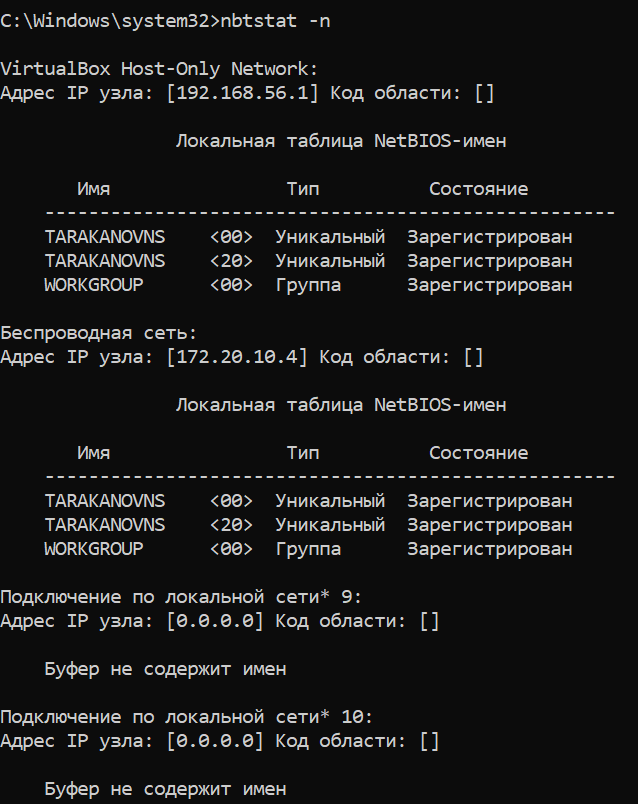 C:\Windows\system32>nbtstat -n
VirtualBox Host-Only Network:
Адрес IP узла: [192.168.56.1] Код области: []
Локальная таблица NetBIOS-имен
Имя Тип Состояние
----------------------------------------------------
TARAKANOVNS <00> Уникальный Зарегистрирован
TARAKANOVNS <20> Уникальный Зарегистрирован
WORKGROUP <00> Группа Зарегистрирован
Беспроводная сеть:
Адрес IP узла: [172.20.10.4] Код области: []
Локальная таблица NetBIOS-имен
Имя Тип Состояние
----------------------------------------------------
TARAKANOVNS <00> Уникальный Зарегистрирован
TARAKANOVNS <20> Уникальный Зарегистрирован
WORKGROUP <00> Группа Зарегистрирован
Подключение по локальной сети* 9:
Адрес IP узла: [0.0.0.0] Код области: []
Буфер не содержит имен
Подключение по локальной сети* 10:
Адрес IP узла: [0.0.0.0] Код области: []
Буфер не содержит имен